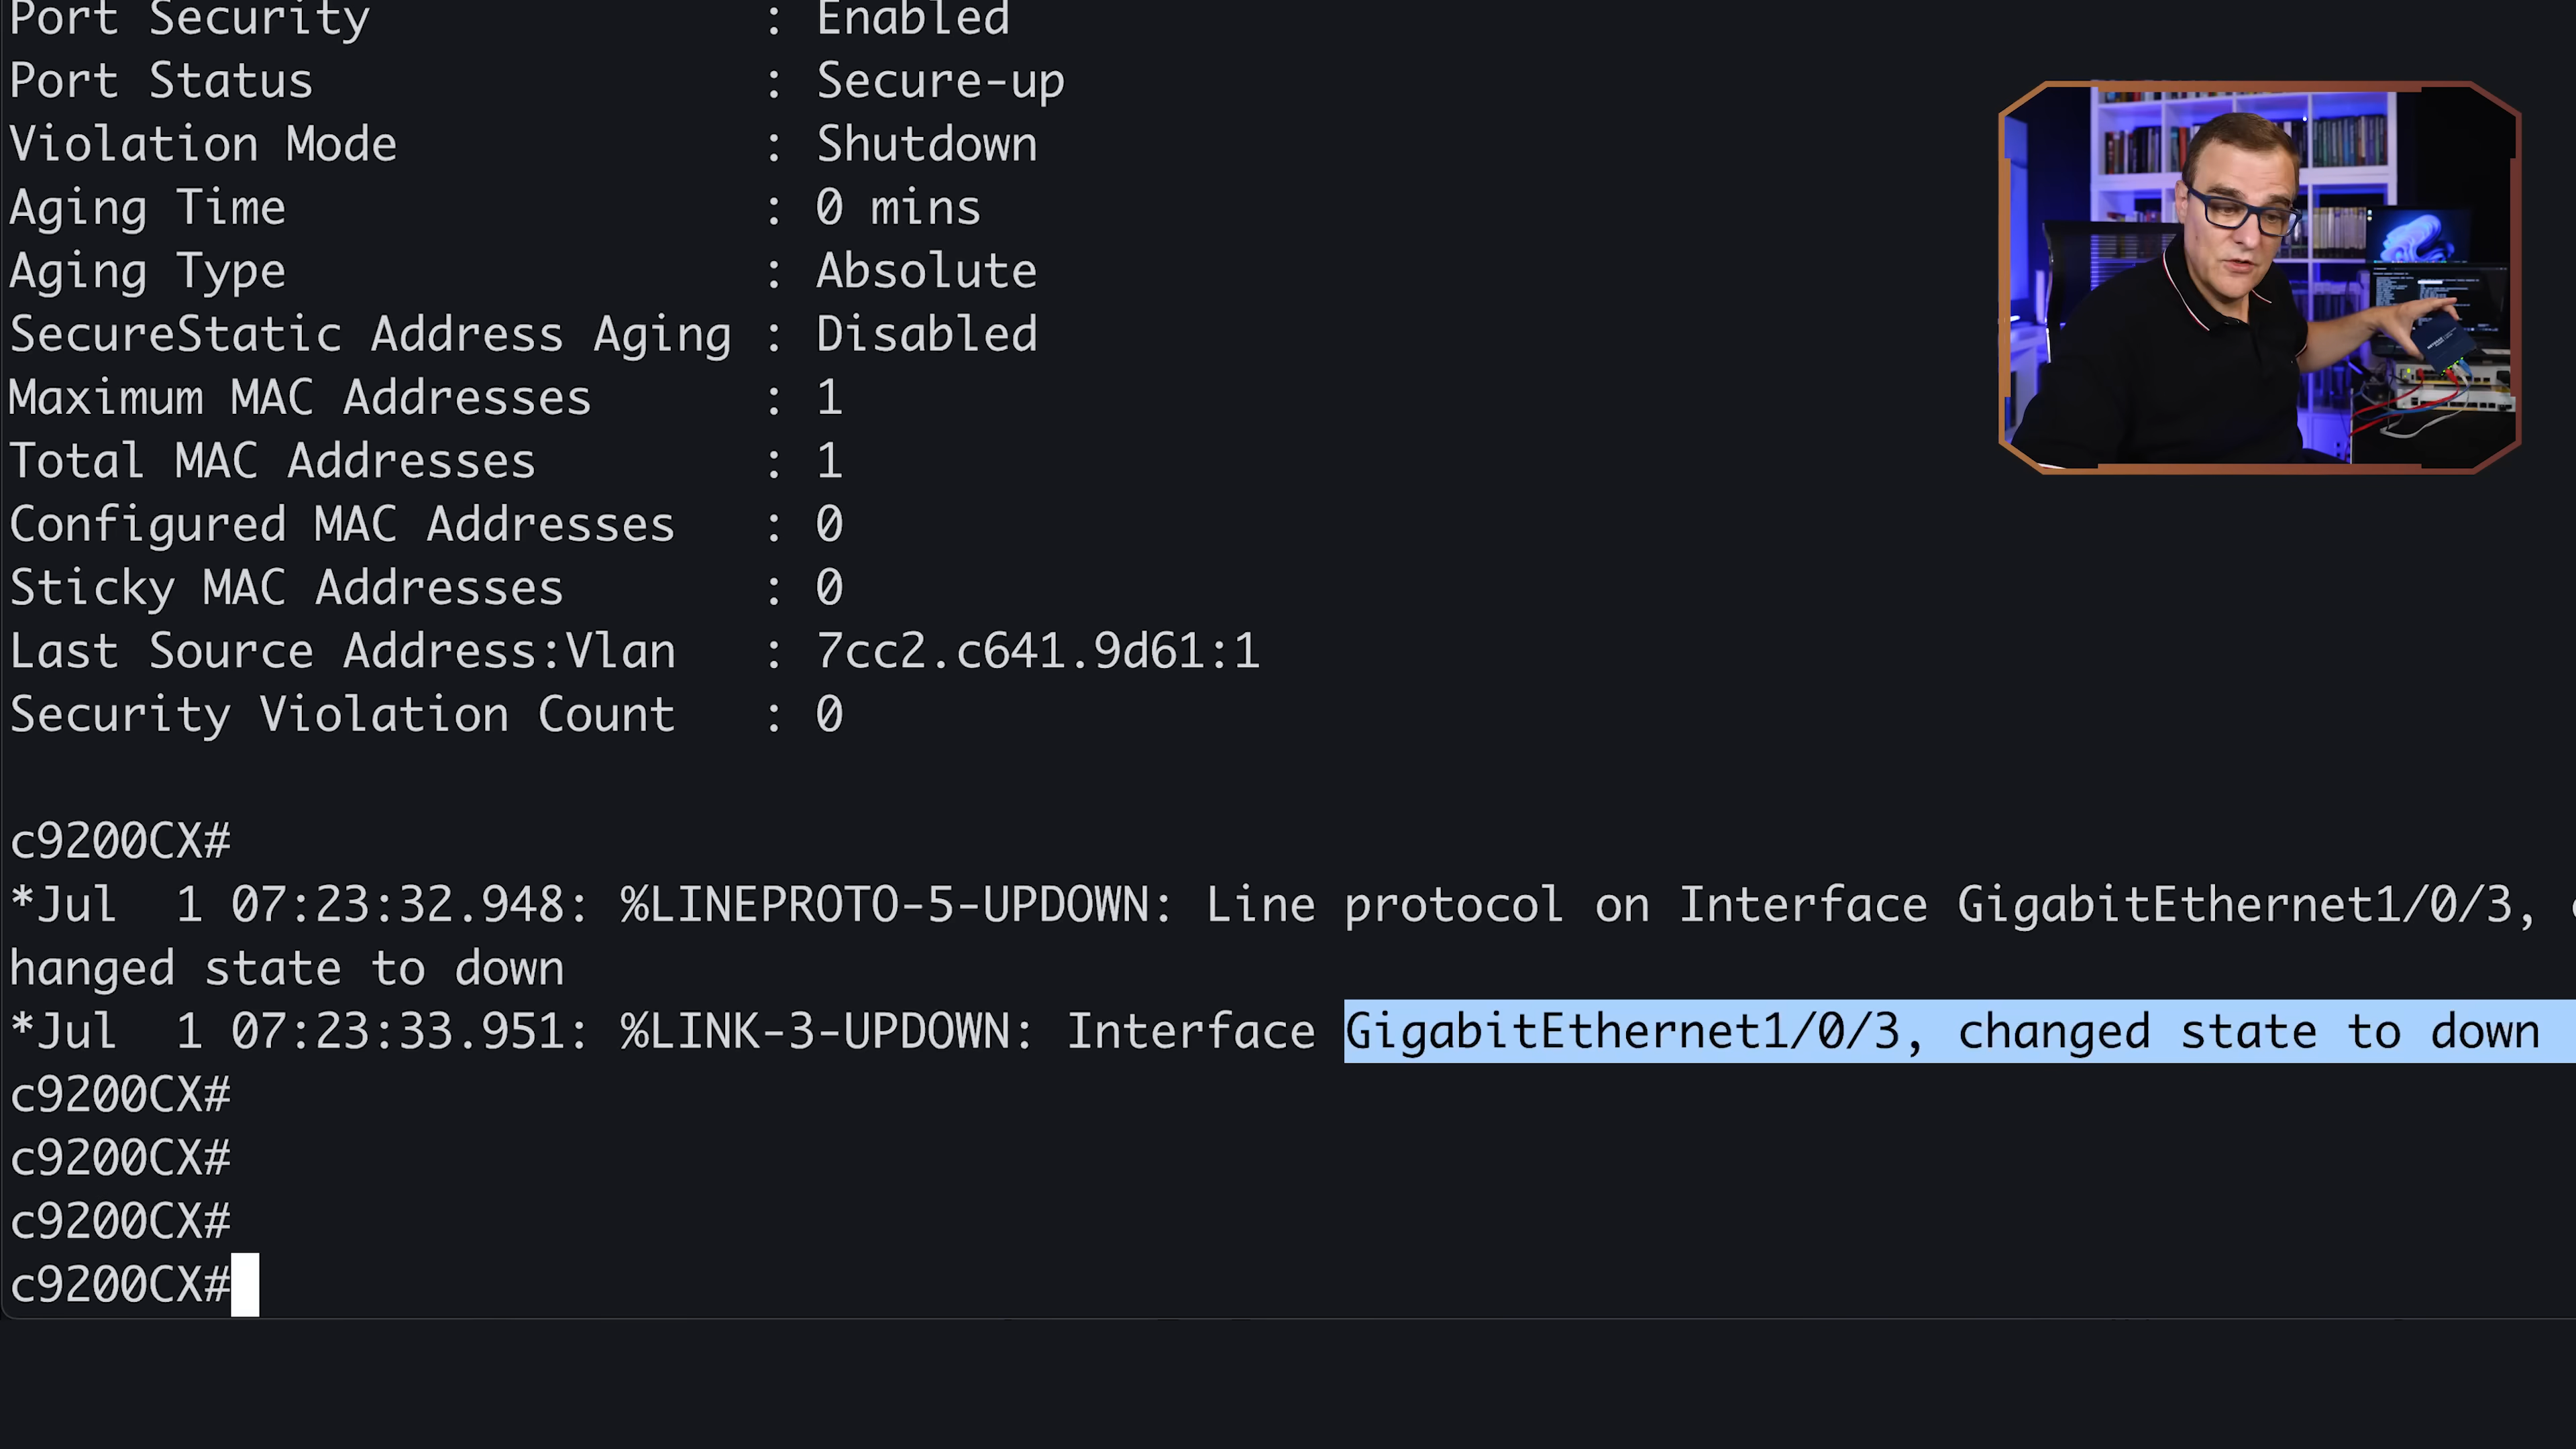 Port Security : Enabled
Port Status : Secure-up
Violation Mode : Shutdown
Aging Time : 0 mins
Aging Type : Absolute
SecureStatic Address Aging : Disabled
Maximum MAC Addresses : 1
Total MAC Addresses : 1
Configured MAC Addresses : 0
Sticky MAC Addresses : 0
Last Source Address:Vlan : 7cc2.c641.9d61:1
Security Violation Count : 0
c9200CX#
*Jul 1 07:23:32.948: %LINEPROTO-5-UPDOWN: Line protocol on Interface GigabitEthernet1/0/3, c
hanged state to down
*Jul 1 07:23:33.951: %LINK-3-UPDOWN: Interface GigabitEthernet1/0/3, changed state to down
c9200CX#
c9200CX#
c9200CX#
c9200CX#